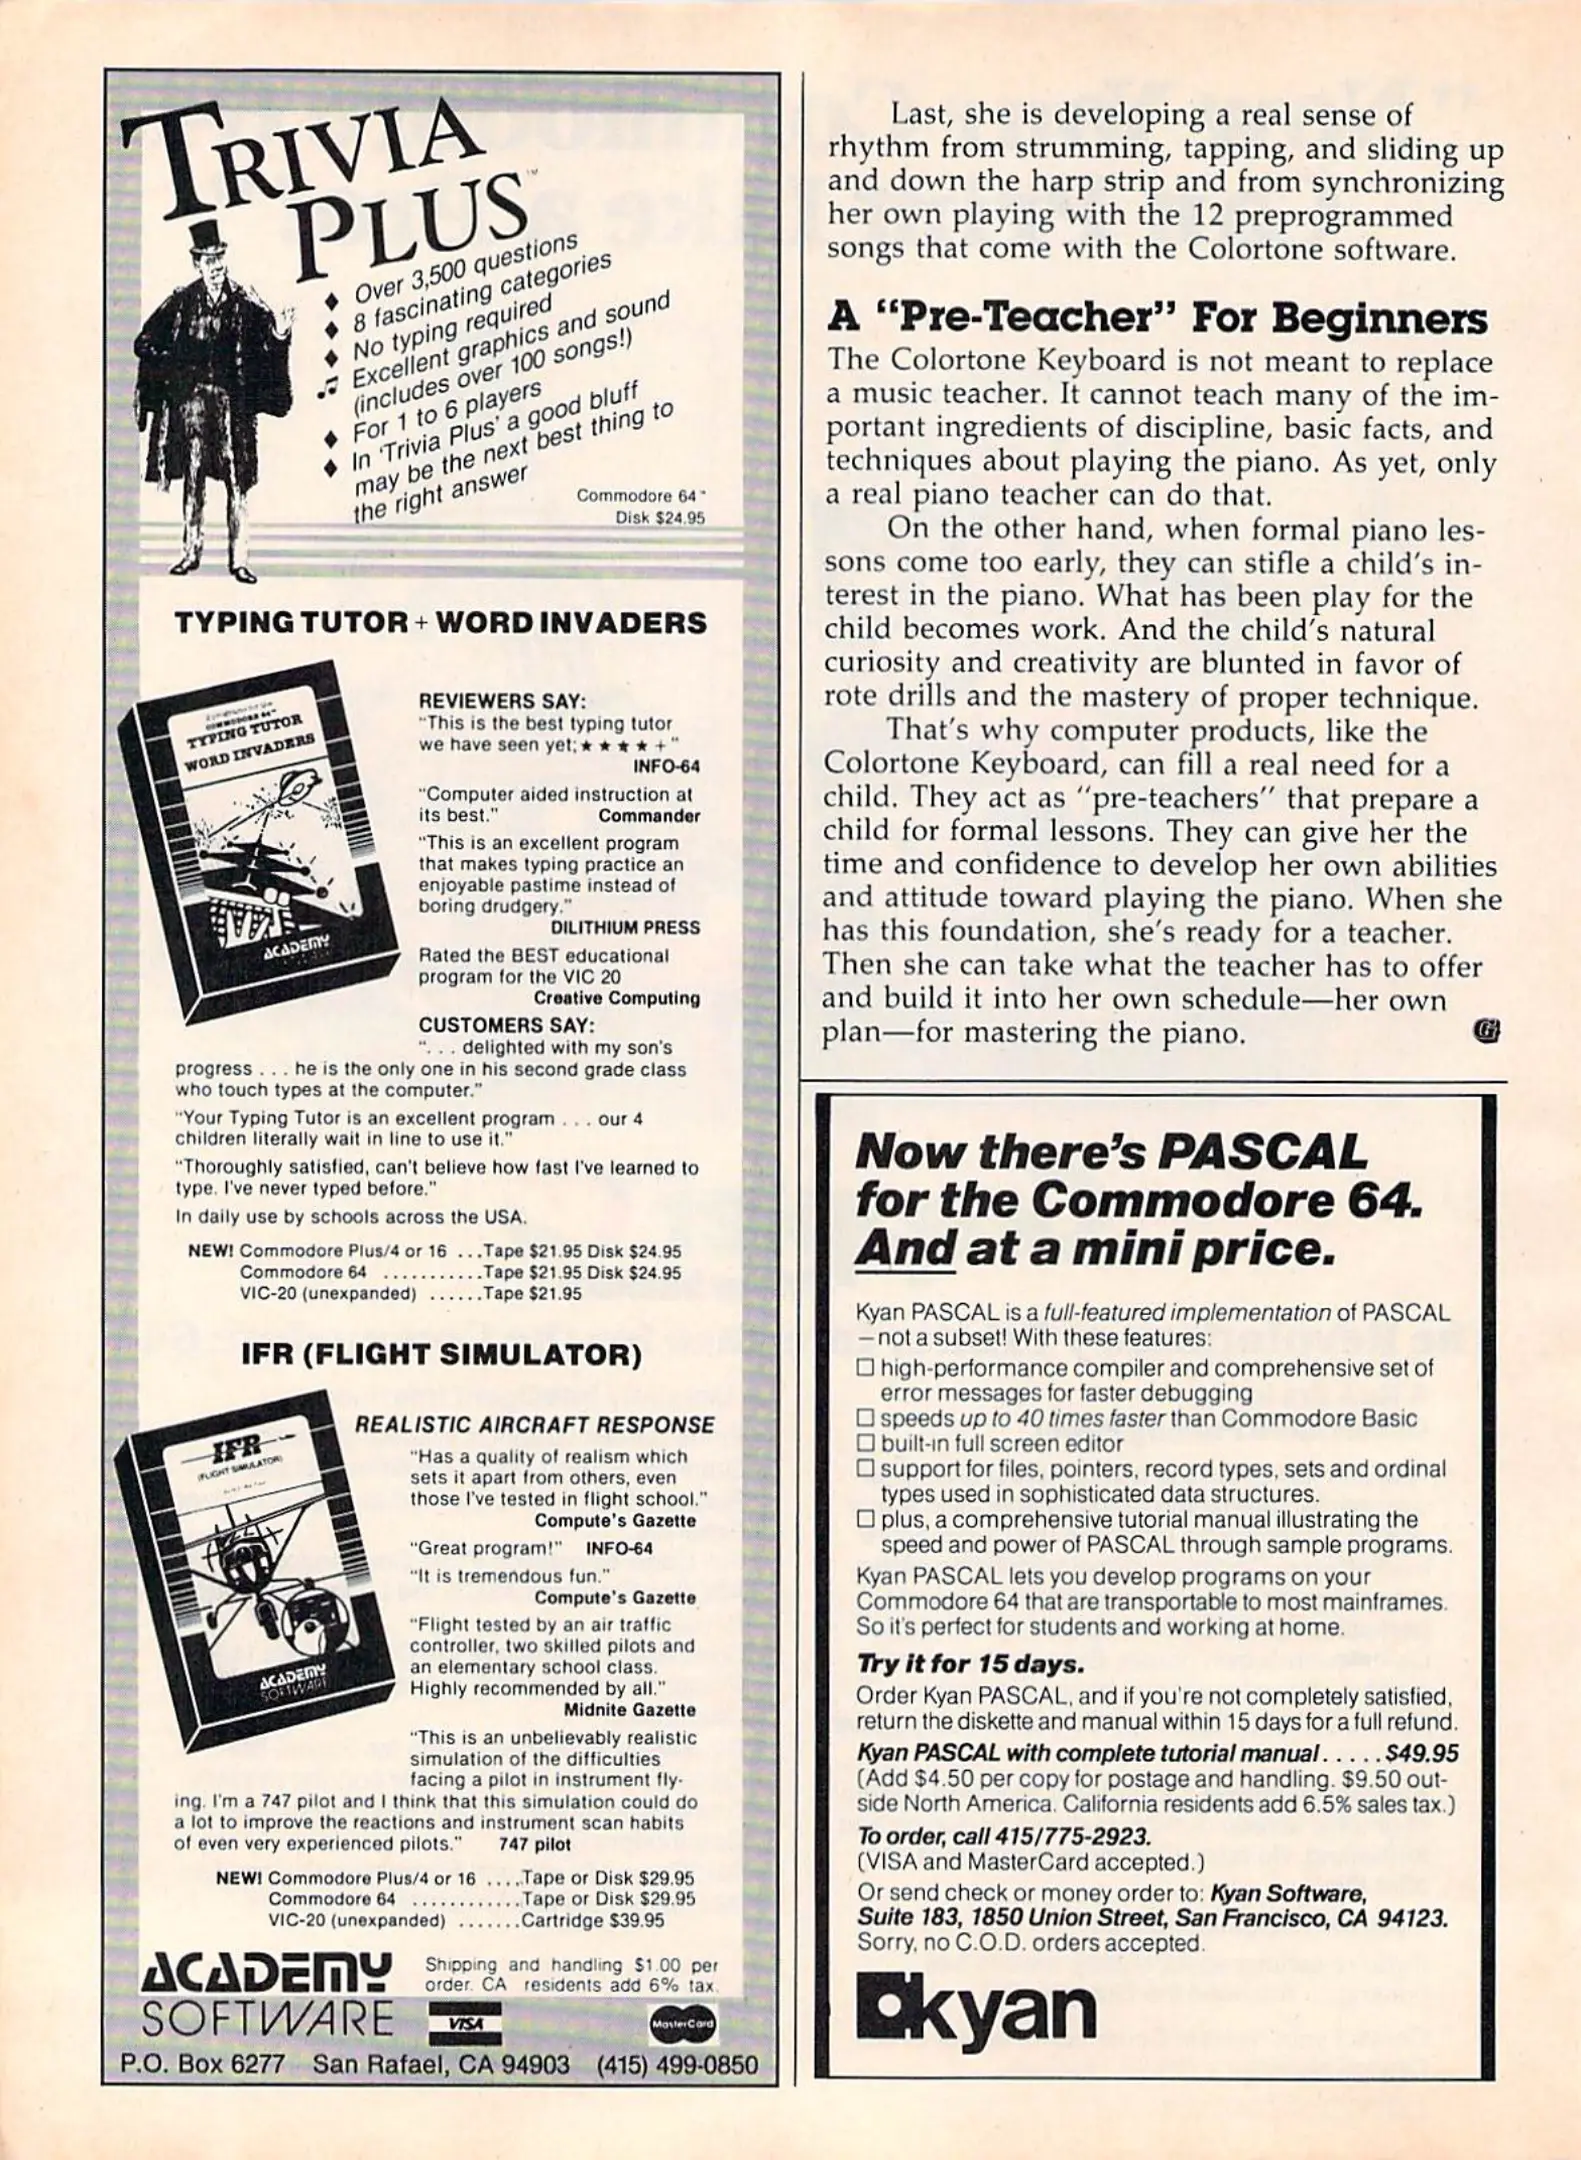 TRIVIA
PLUS™
Over 3,500 questions
8 fascinating categories
No typing required
Excellent graphics and sound
(includes over 100 songs!)
For 1 to 6 players
In 'Trivia Plus' a good bluff
may be the next best thing to
the right answer
Commodore 64™
Disk $24.95
TYPING TUTOR + WORD INVADERS
COMMODORE 64™
TYPING TUTOR
WORD INVADERS
ACADEMY
REVIEWERS SAY:
"This is the best typing tutor
we have seen yet; ★ ★ ★ ★ +"
INFO-64
"Computer aided instruction at
its best." Commander
"This is an excellent program
that makes typing practice an
enjoyable pastime instead of
boring drudgery."
DILITHIUM PRESS
Rated the BEST educational
program for the VIC 20
Creative Computing
CUSTOMERS SAY:
". . . delighted with my son's
progress . . . he is the only one in his second grade class
who touch types at the computer."
"Your Typing Tutor is an excellent program . . . our 4
children literally wait in line to use it."
"Thoroughly satisfied, can't believe how fast I've learned to
type. I've never typed before."
In daily use by schools across the USA.
NEW! Commodore Plus/4 or 16 ...Tape $21.95 Disk $24.95
Commodore 64 ...........Tape $21.95 Disk $24.95
VIC-20 (unexpanded) ......Tape $21.95
IFR (FLIGHT SIMULATOR)
IFR
(FLIGHT SIMULATOR)
ACADEMY
SOFTWARE
REALISTIC AIRCRAFT RESPONSE
"Has a quality of realism which
sets it apart from others, even
those I've tested in flight school."
Compute's Gazette
"Great program!" INFO-64
"It is tremendous fun."
Compute's Gazette
"Flight tested by an air traffic
controller, two skilled pilots and
an elementary school class.
Highly recommended by all."
Midnite Gazette
"This is an unbelievably realistic
simulation of the difficulties
facing a pilot in instrument fly-
ing. I'm a 747 pilot and I think that this simulation could do
a lot to improve the reactions and instrument scan habits
of even very experienced pilots." 747 pilot
NEW! Commodore Plus/4 or 16 ....Tape or Disk $29.95
Commodore 64 ............Tape or Disk $29.95
VIC-20 (unexpanded) .......Cartridge $39.95
ACADEMY
SOFTWARE
Shipping and handling $1.00 per
order. CA residents add 6% tax.
VISA
MasterCard
P.O. Box 6277 San Rafael, CA 94903 (415) 499-0850
Last, she is developing a real sense of
rhythm from strumming, tapping, and sliding up
and down the harp strip and from synchronizing
her own playing with the 12 preprogrammed
songs that come with the Colortone software.
A "Pre-Teacher" For Beginners
The Colortone Keyboard is not meant to replace
a music teacher. It cannot teach many of the im-
portant ingredients of discipline, basic facts, and
techniques about playing the piano. As yet, only
a real piano teacher can do that.
On the other hand, when formal piano les-
sons come too early, they can stifle a child's in-
terest in the piano. What has been play for the
child becomes work. And the child's natural
curiosity and creativity are blunted in favor of
rote drills and the mastery of proper technique.
That's why computer products, like the
Colortone Keyboard, can fill a real need for a
child. They act as "pre-teachers" that prepare a
child for formal lessons. They can give her the
time and confidence to develop her own abilities
and attitude toward playing the piano. When she
has this foundation, she's ready for a teacher.
Then she can take what the teacher has to offer
and build it into her own schedule—her own
plan—for mastering the piano. G
Now there's PASCAL
for the Commodore 64.
And at a mini price.
Kyan PASCAL is a full-featured implementation of PASCAL
—not a subset! With these features:
☐ high-performance compiler and comprehensive set of
error messages for faster debugging
☐ speeds up to 40 times faster than Commodore Basic
☐ built-in full screen editor
☐ support for files, pointers, record types, sets and ordinal
types used in sophisticated data structures.
☐ plus, a comprehensive tutorial manual illustrating the
speed and power of PASCAL through sample programs.
Kyan PASCAL lets you develop programs on your
Commodore 64 that are transportable to most mainframes.
So it's perfect for students and working at home.
Try it for 15 days.
Order Kyan PASCAL, and if you're not completely satisfied,
return the diskette and manual within 15 days for a full refund.
Kyan PASCAL with complete tutorial manual.....$49.95
(Add $4.50 per copy for postage and handling. $9.50 out-
side North America. California residents add 6.5% sales tax.)
To order, call 415/775-2923.
(VISA and MasterCard accepted.)
Or send check or money order to: Kyan Software,
Suite 183, 1850 Union Street, San Francisco, CA 94123.
Sorry, no C.O.D. orders accepted.
kyan